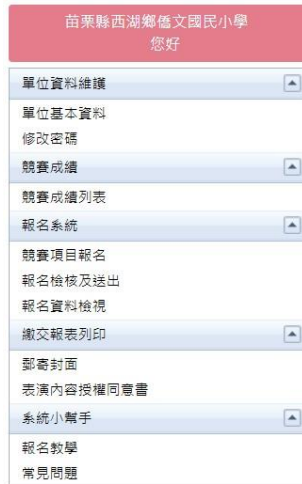 苗栗縣西湖鄉僑文國民小學
您好
單位資料維護
單位基本資料
修改密碼
競賽成績
競賽成績列表
報名系統
競賽項目報名
報名檢核及送出
報名資料檢視
繳交報表列印
郵寄封面
表演內容授權同意書
系統小幫手
報名教學
常見問題